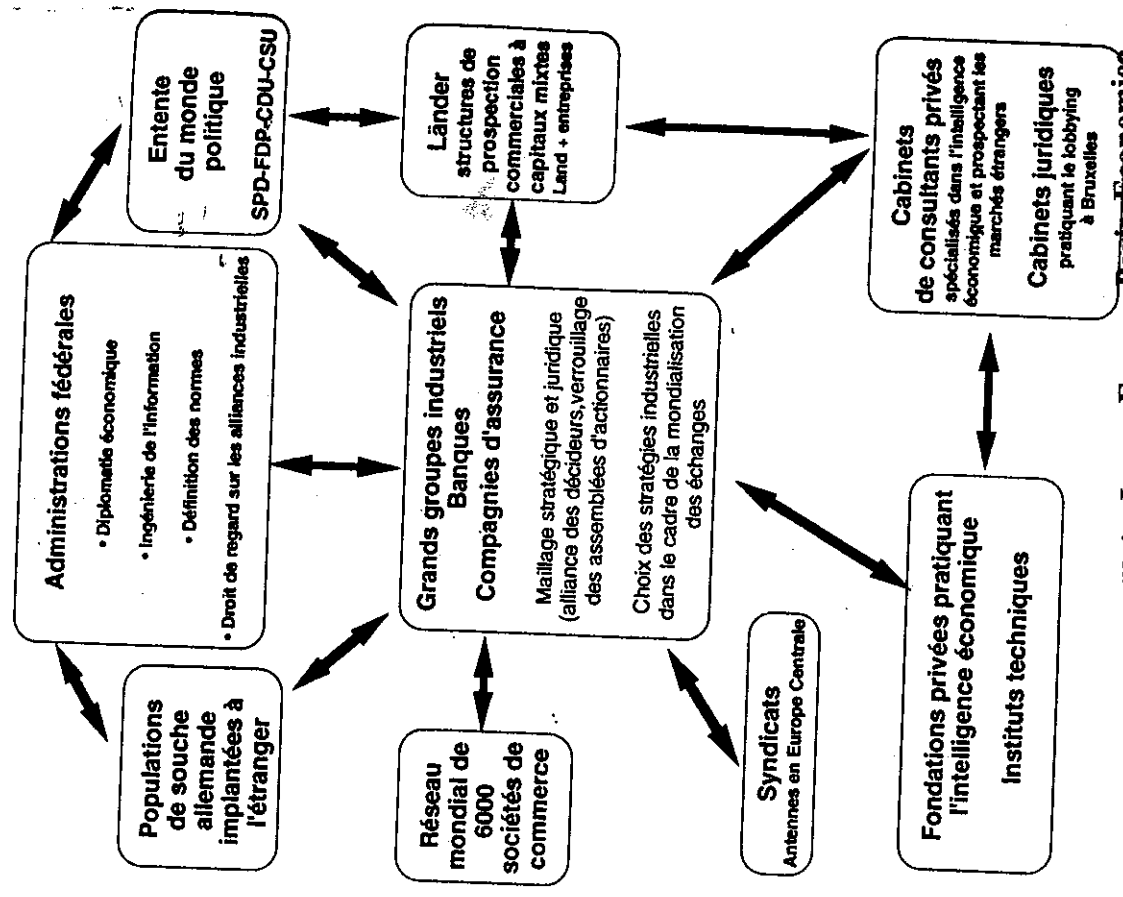 Administrations fédérales
• Diplomatie économique
• Ingénierie de l'information
• Définition des normes
• Droit de regard sur les alliances industrielles
Populations
de souche
allemande
implantées à
l'étranger
Entente
du monde
politique
SPD-FDP-CDU-CSU
Réseau
mondial de
6000
sociétés de
commerce
Grands groupes industriels
Banques
Compagnies d'assurance
Maillage stratégique et juridique
(alliance des décideurs,verrouillage
des assemblées d'actionnaires)
Choix des stratégies industrielles
dans le cadre de la mondialisation
des échanges
Länder
structures de
prospection
commerciales à
capitaux mixtes
Land + entreprises
Syndicats
Antennes en Europe Centrale
Fondations privées pratiquant
l'intelligence économique
Instituts techniques
Cabinets
de consultants privés
spécialisés dans l'intelligence
économique et prospectant les
marchés étrangers
Cabinets juridiques
pratiquant le lobbying
à Bruxelles